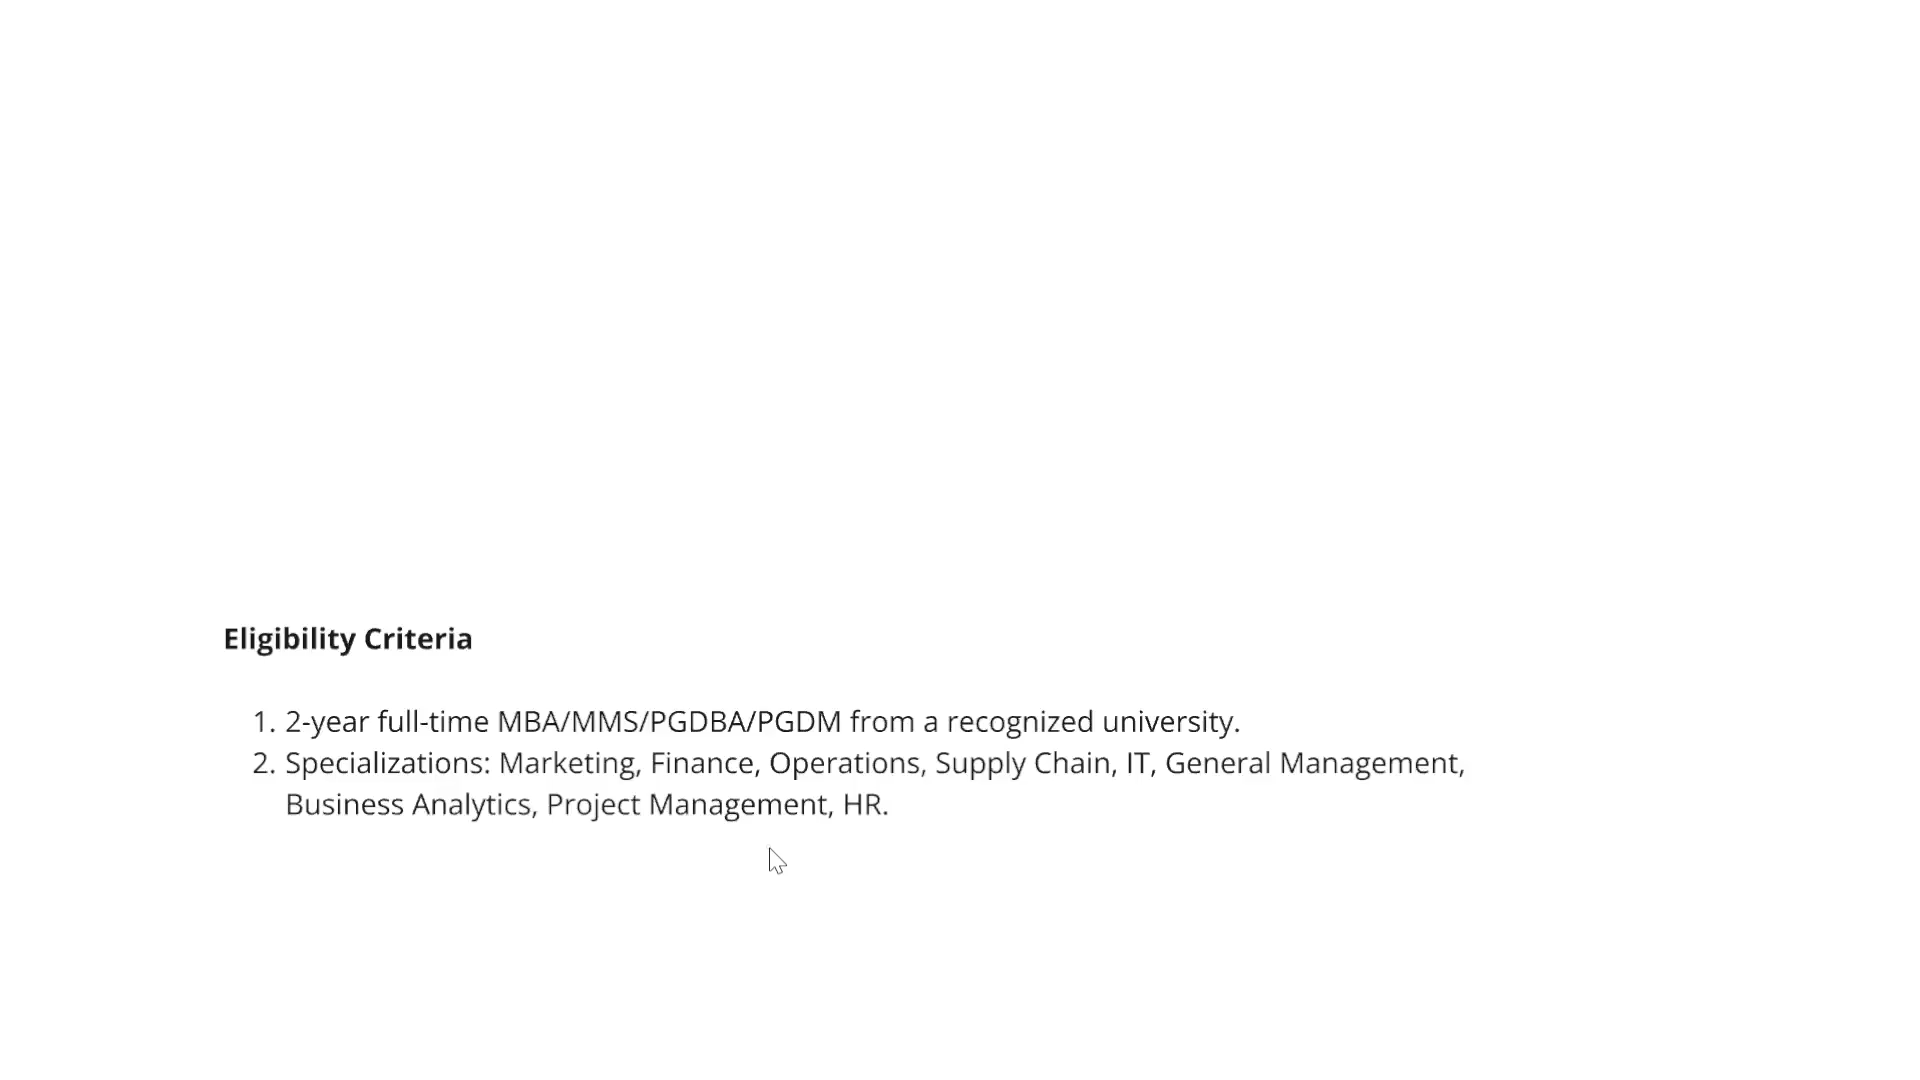 Eligibility Criteria
1. 2-year full-time MBA/MMS/PGDBA/PGDM from a recognized university.
2. Specializations: Marketing, Finance, Operations, Supply Chain, IT, General Management,
Business Analytics, Project Management, HR.